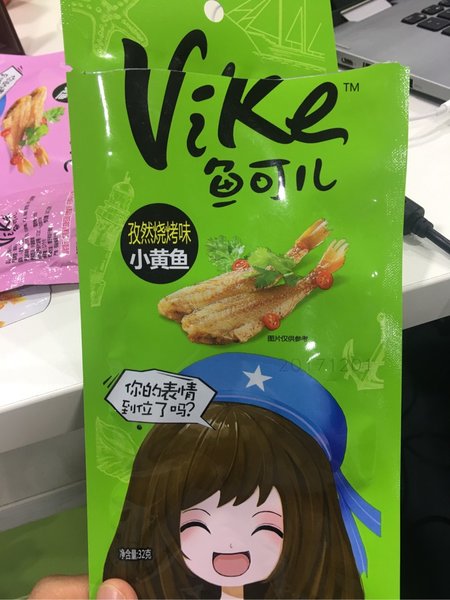 Vike™
鱼可儿
孜然烧烤味
小黄鱼
图片仅供参考
你的表情
到位了吗?
净含量:32克
Vike